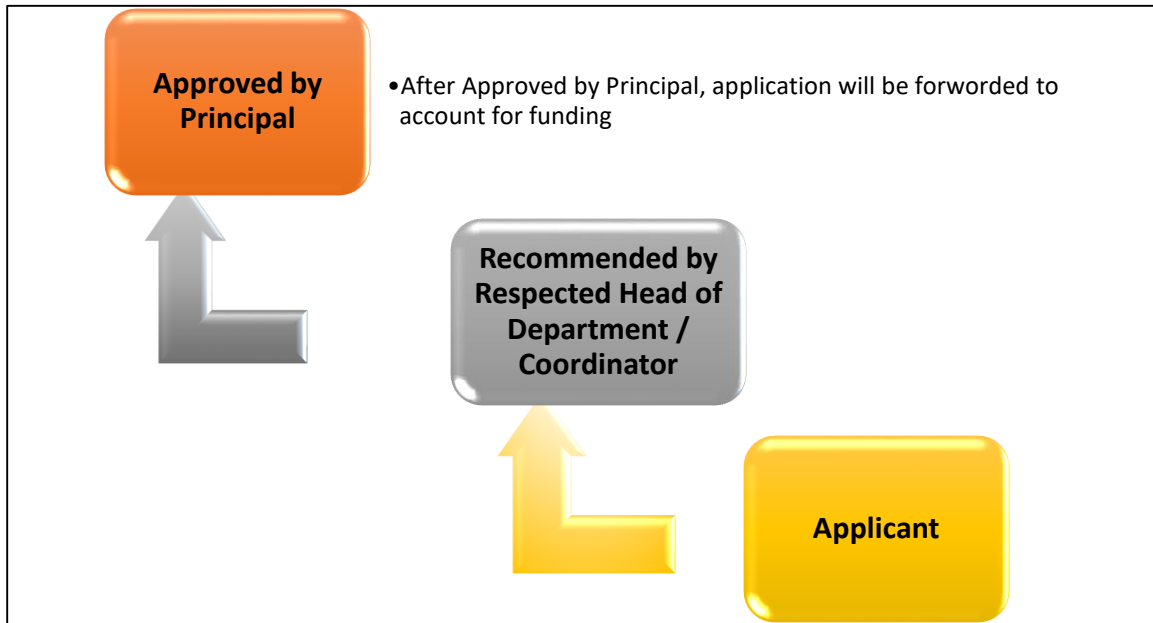 Approved by
Principal
•After Approved by Principal, application will be forworded to
account for funding
Recommended by
Respected Head of
Department /
Coordinator
Applicant